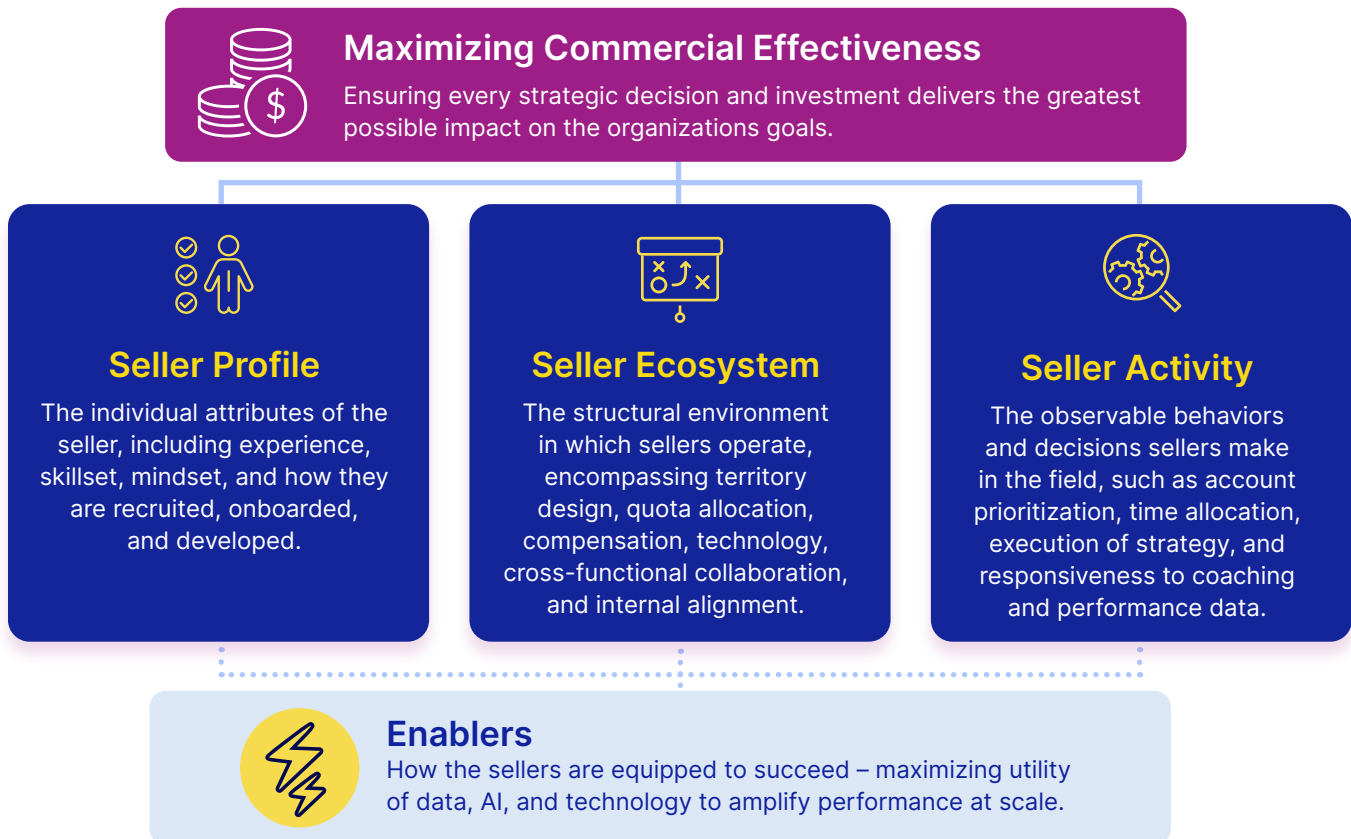 Maximizing Commercial Effectiveness
Ensuring every strategic decision and investment delivers the greatest
possible impact on the organizations goals.
$
Seller Profile
The individual attributes of the
seller, including experience,
skillset, mindset, and how they
are recruited, onboarded,
and developed.
Seller Ecosystem
The structural environment
in which sellers operate,
encompassing territory
design, quota allocation,
compensation, technology,
cross-functional collaboration,
and internal alignment.
Seller Activity
The observable behaviors
and decisions sellers make
in the field, such as account
prioritization, time allocation,
execution of strategy, and
responsiveness to coaching
and performance data.
Enablers
How the sellers are equipped to succeed – maximizing utility
of data, AI, and technology to amplify performance at scale.